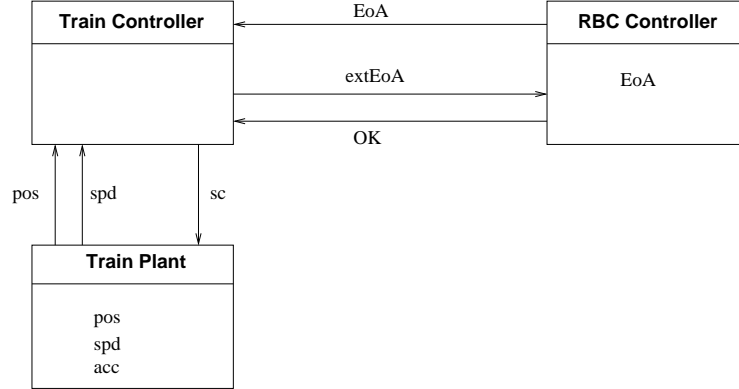 Train Controller
EoA
RBC Controller
extEoA
EoA
OK
pos
spd
sc
Train Plant
pos
spd
acc